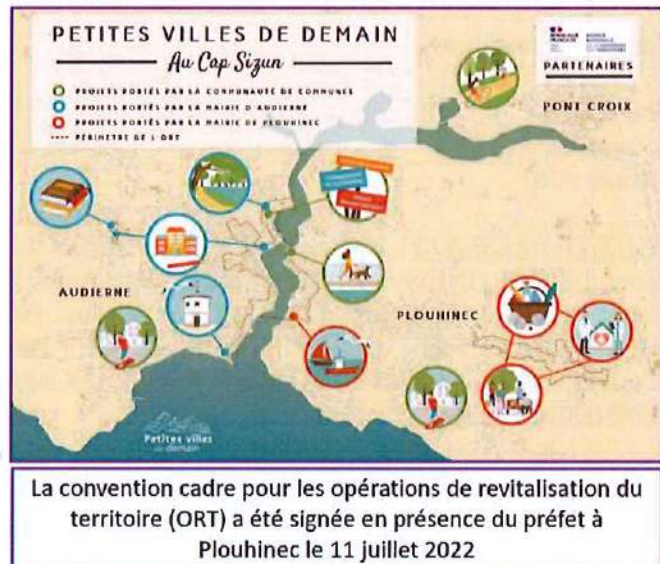 PETITES VILLES DE DEMAIN
Au Cap Sizun
PROJETS PORTÉS PAR LA COMMUNAUTÉ DE COMMUNES
PROJETS PORTÉS PAR LA MAIRIE D'AUDIERNE
PROJETS PORTÉS PAR LA MAIRIE DE PLOUHINEC
PÉRIMÈTRE DE L'ORT
RÉPUBLIQUE FRANÇAISE
PARTENAIRES
PONT CROIX
AUDIERNE
PLOUHINEC
Petites villes
de demain
La convention cadre pour les opérations de revitalisation du
territoire (ORT) a été signée en présence du préfet à
Plouhinec le 11 juillet 2022